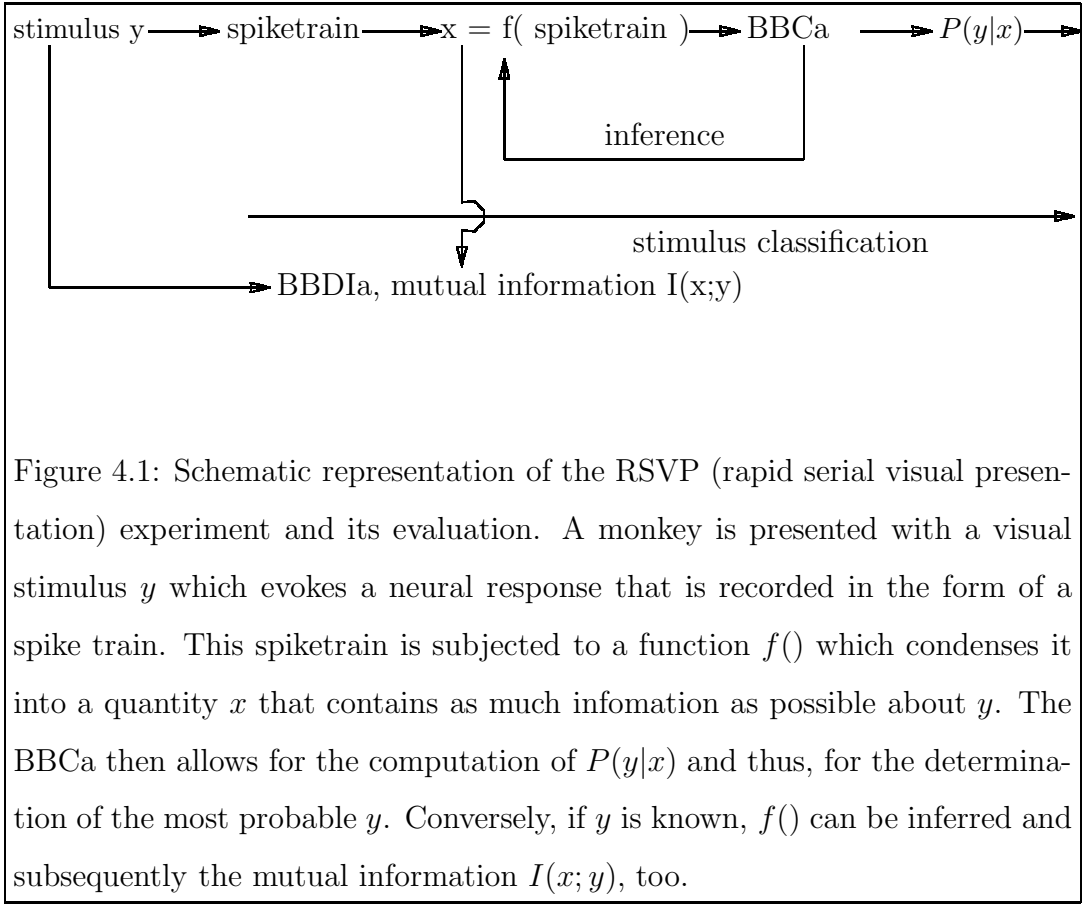 stimulus y spiketrain x = f( spiketrain ) BBCa P(y|x)
inference
stimulus classification
BBDIa, mutual information I(x;y)
Figure 4.1: Schematic representation of the RSVP (rapid serial visual presen-
tation) experiment and its evaluation. A monkey is presented with a visual
stimulus y which evokes a neural response that is recorded in the form of a
spike train. This spiketrain is subjected to a function f() which condenses it
into a quantity x that contains as much infomation as possible about y. The
BBCa then allows for the computation of P(y|x) and thus, for the determina-
tion of the most probable y. Conversely, if y is known, f() can be inferred and
subsequently the mutual information I(x; y), too.